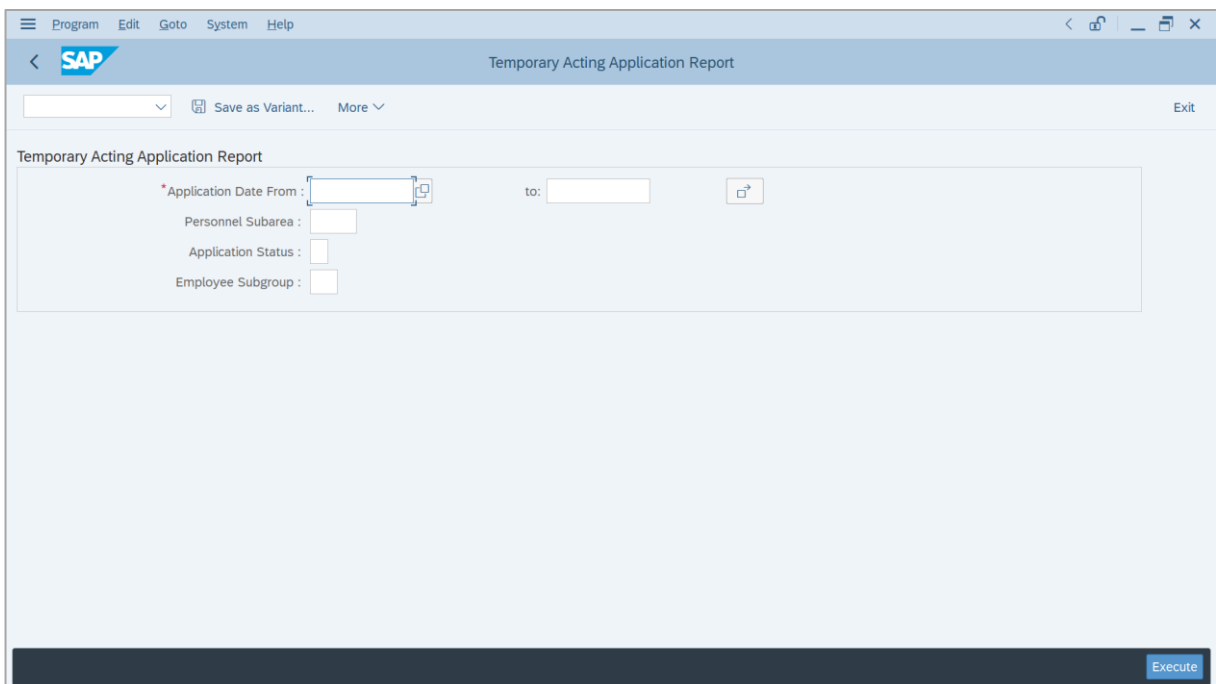 Program Edit Goto System Help
SAP Temporary Acting Application Report
Save as Variant... More Exit
Temporary Acting Application Report
*Application Date From : to:
Personnel Subarea :
Application Status :
Employee Subgroup :
Execute